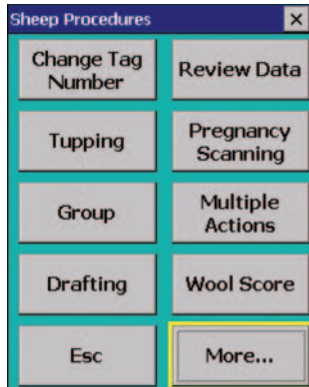 Sheep Procedures
Change Tag
Number
Review Data
Tupping
Pregnancy
Scanning
Group
Multiple
Actions
Drafting
Wool Score
Esc
More...